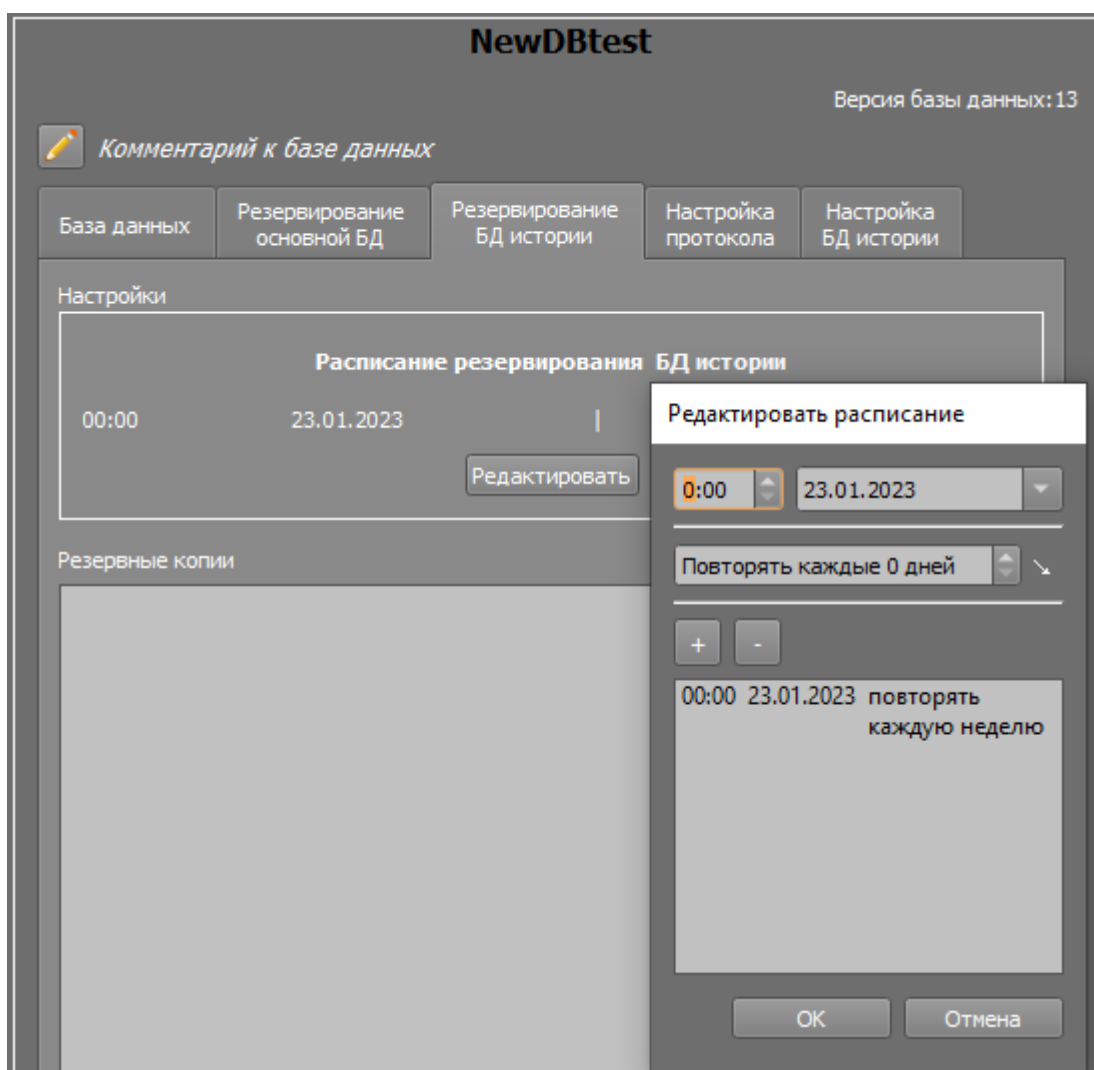 NewDBtest
Версия базы данных:13
Комментарий к базе данных
База данных
Резервирование
основной БД
Резервирование
БД истории
Настройка
протокола
Настройка
БД истории
Настройки
Расписание резервирования БД истории
00:00 23.01.2023 |
Редактировать
Резервные копии
Редактировать расписание
0:00 23.01.2023
Повторять каждые 0 дней
+ -
00:00 23.01.2023 повторять
каждую неделю
OK Отмена